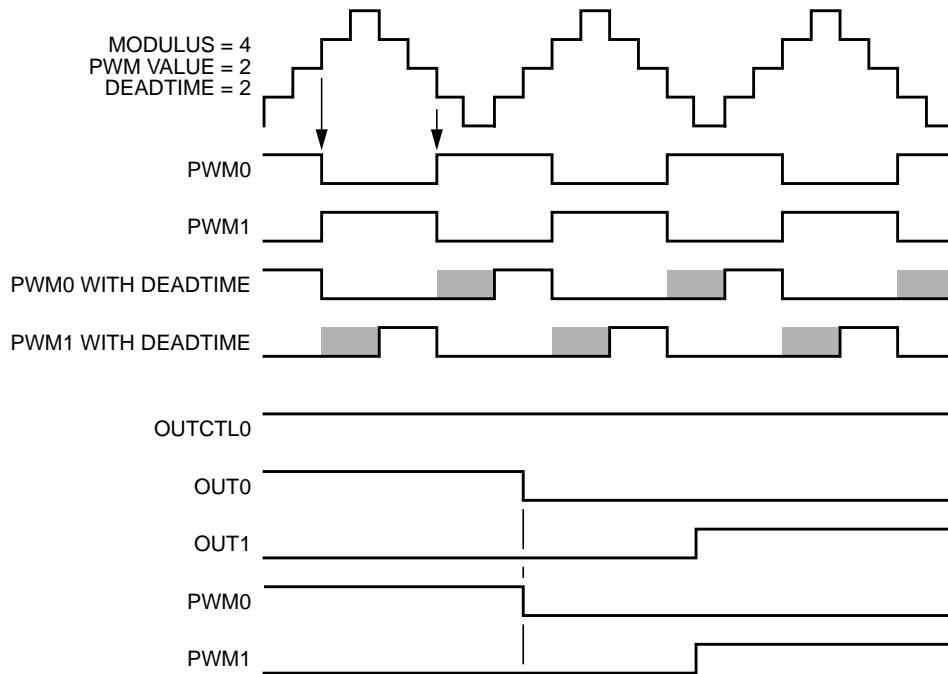 MODULUS = 4
PWM VALUE = 2
DEADTIME = 2
PWM0
PWM1
PWM0 WITH DEADTIME
PWM1 WITH DEADTIME
OUTCTL0
OUT0
OUT1
PWM0
PWM1